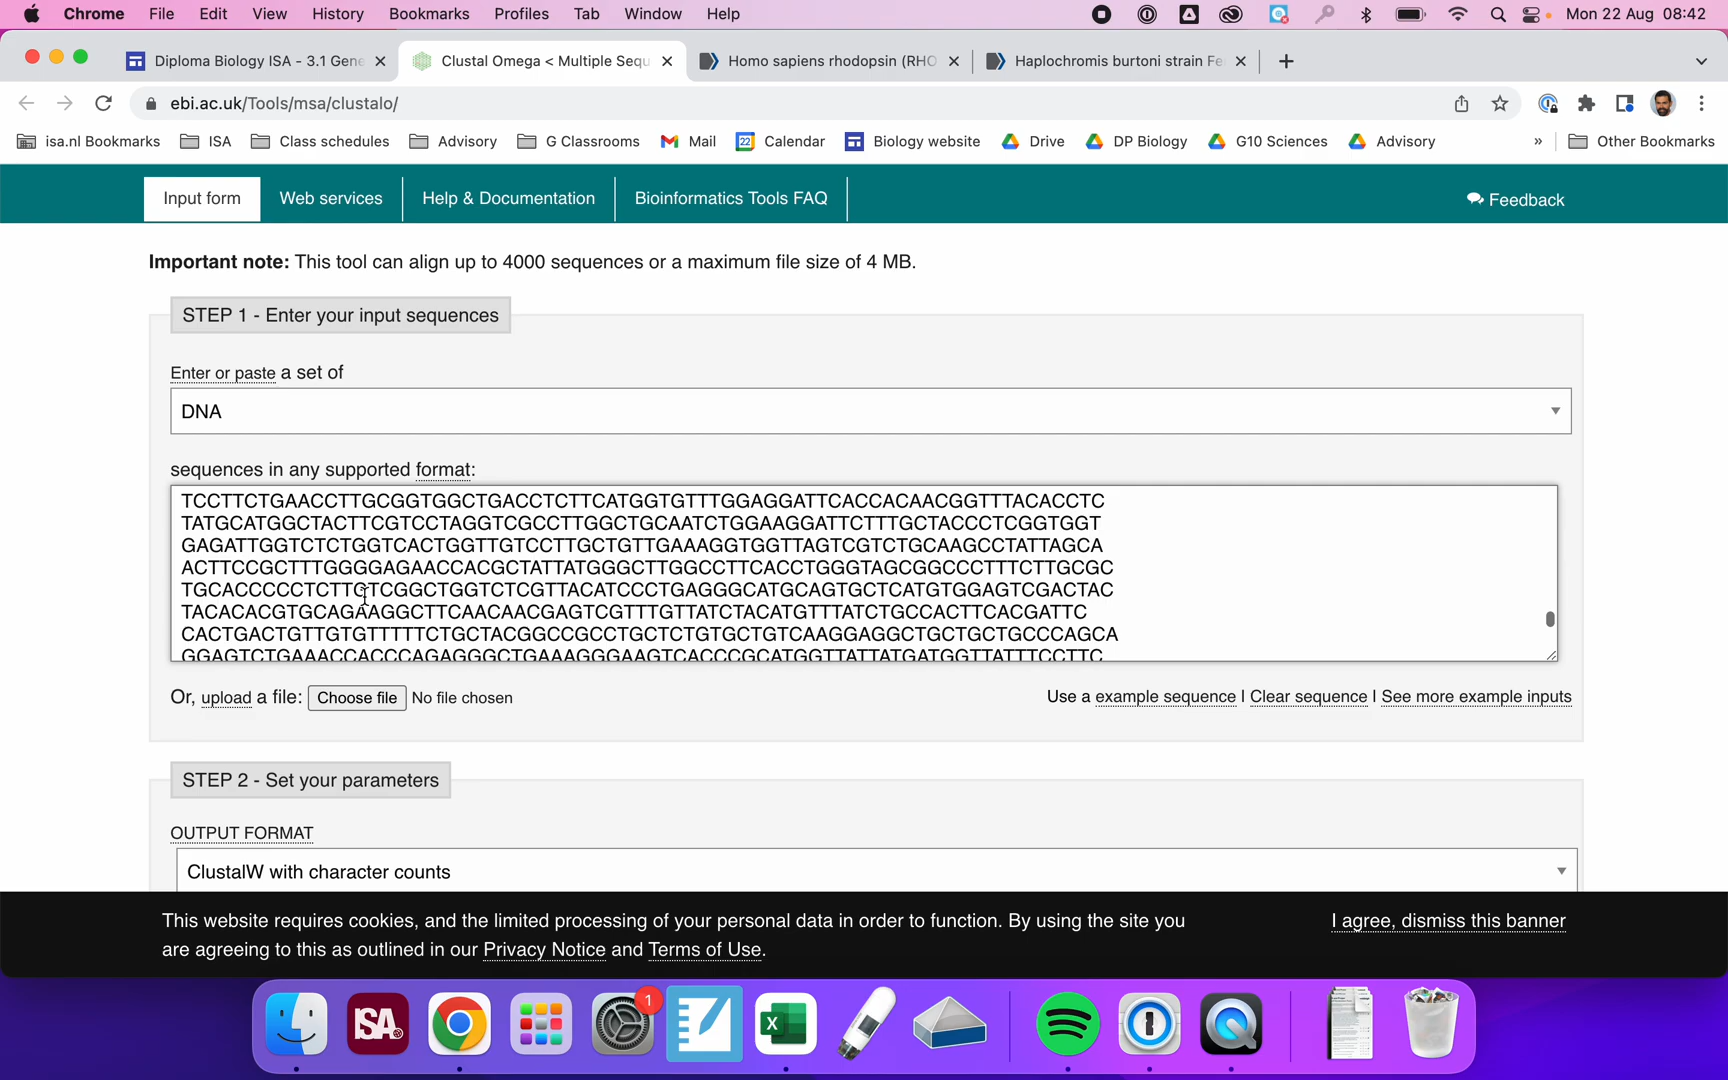 Chrome File Edit View History Bookmarks Profiles Tab Window Help Mon 22 Aug 08:42
Diploma Biology ISA - 3.1 Gene Clustal Omega < Multiple Sequ Homo sapiens rhodopsin (RHO Haplochromis burtoni strain Fe
ebi.ac.uk/Tools/msa/clustalo/
isa.nl Bookmarks ISA Class schedules Advisory G Classrooms Mail 22 Calendar Biology website Drive DP Biology G10 Sciences Advisory » Other Bookmarks
Input form Web services Help & Documentation Bioinformatics Tools FAQ Feedback
Important note: This tool can align up to 4000 sequences or a maximum file size of 4 MB.
STEP 1 - Enter your input sequences
Enter or paste a set of
DNA
sequences in any supported format:
TCCTTCTGAACCTTGCGGTGGCTGACCTCTTCATGGTGTTTGGAGGATTCACCACAACGGTTTACACCTC
TATGCATGGCTACTTCGTCCTAGGTCGCCTTGGCTGCAATCTGGAAGGATTCTTTGCTACCCTCGGTGGT
GAGATTGGTCTCTGGTCACTGGTTGTCCTTGCTGTTGAAAGGTGGTTAGTCGTCTGCAAGCCTATTAGCA
ACTTCCGCTTTGGGGAGAACCACGCTATTATGGGCTTGGCCTTCACCTGGGTAGCGGCCCTTTCTTGCGC
TGCACCCCCTCTTGTCGGCTGGTCTCGTTACATCCCTGAGGGCATGCAGTGCTCATGTGGAGTCGACTAC
TACACACGTGCAGAAGGCTTCAACAACGAGTCGTTTGTTATCTACATGTTTATCTGCCACTTCACGATTC
CACTGACTGTTGTGTTTTTCTGCTACGGCCGCCTGCTCTGTGCTGTCAAGGAGGCTGCTGCTGCCCAGCA
GGAGTCTGAAACCACCCAGAGGGCTGAAAGGGAAGTCACCCGCATGGTTATTATGATGGTTATTTCCTTC
Or, upload a file: Choose file No file chosen Use a example sequence | Clear sequence | See more example inputs
STEP 2 - Set your parameters
OUTPUT FORMAT
ClustalW with character counts
This website requires cookies, and the limited processing of your personal data in order to function. By using the site you I agree, dismiss this banner
are agreeing to this as outlined in our Privacy Notice and Terms of Use.
ISA 1 X